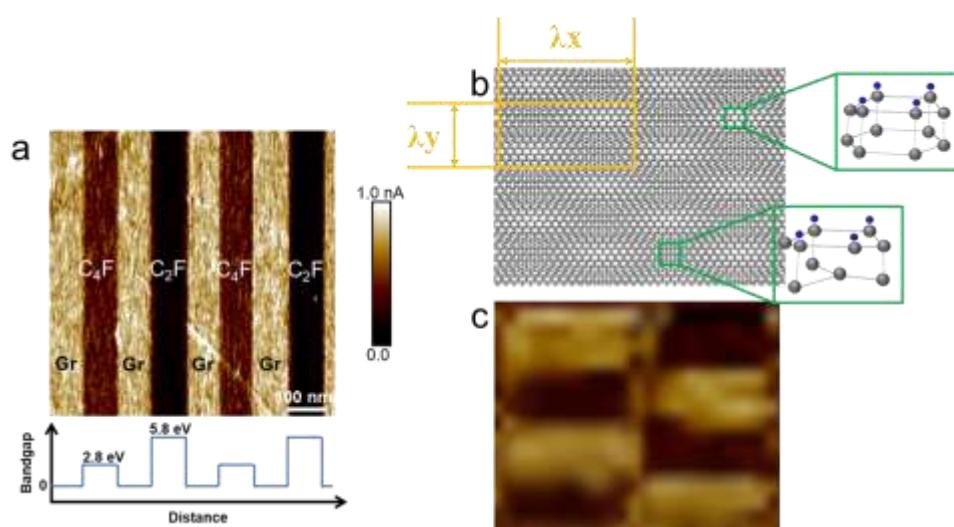 a
C₄F
C₂F
C₄F
C₂F
Gr
Gr
Gr
Gr
100 nm
1.0 nA
0.0
Bandgap
0
2.8 eV
5.8 eV
Distance
b
λx
λy
c